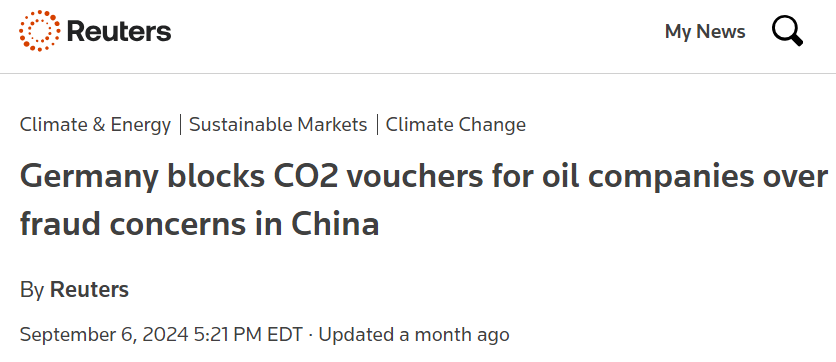 Reuters
My News
Climate & Energy | Sustainable Markets | Climate Change
Germany blocks CO2 vouchers for oil companies over
fraud concerns in China
By Reuters
September 6, 2024 5:21 PM EDT · Updated a month ago